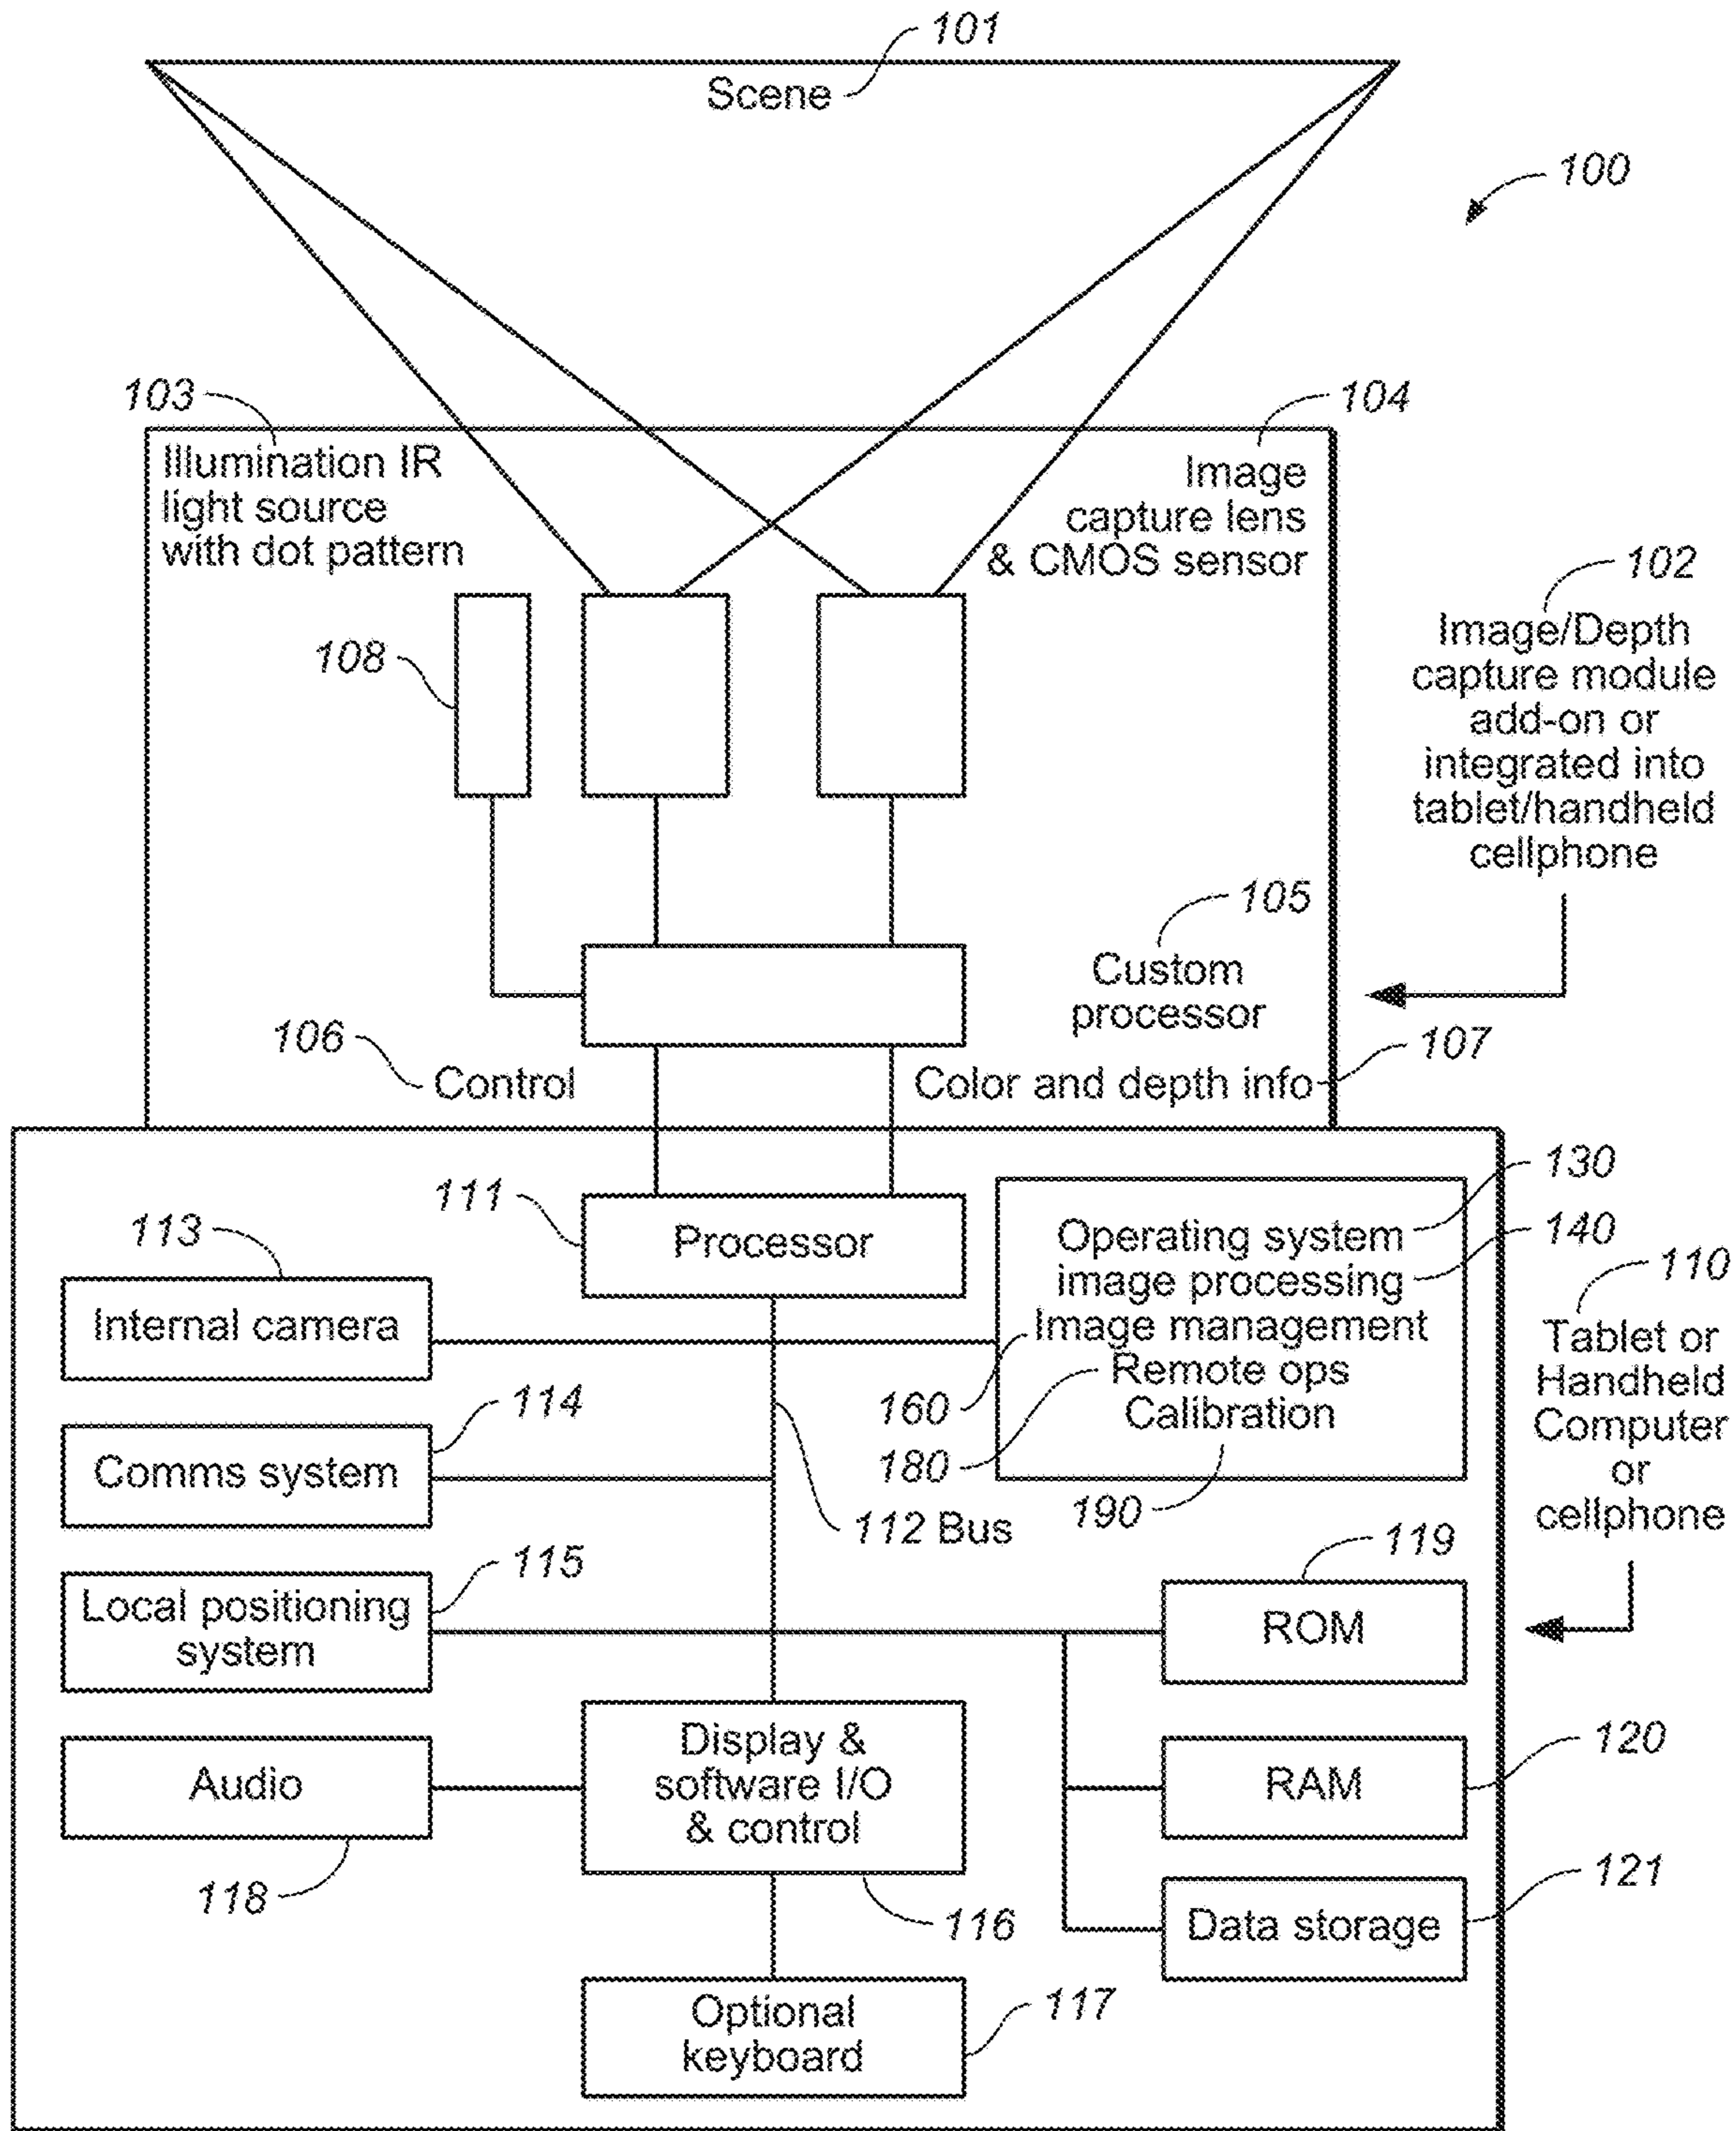 101
Scene
100
103
Illumination IR
light source
with dot pattern
104
Image
capture lens
& CMOS sensor
102
Image/Depth
capture module
add-on or
integrated into
tablet/handheld
cellphone
108
105
Custom
processor
106
Control
107
Color and depth info
111
Processor
113
Internal camera
130
Operating system
140
image processing
Image management
160
Remote ops
180
Calibration
190
110
Tablet or
Handheld
Computer
or
cellphone
114
Comms system
112 Bus
115
Local positioning
system
119
ROM
Display &
software I/O
& control
116
Audio
118
120
RAM
121
Data storage
Optional
keyboard
117